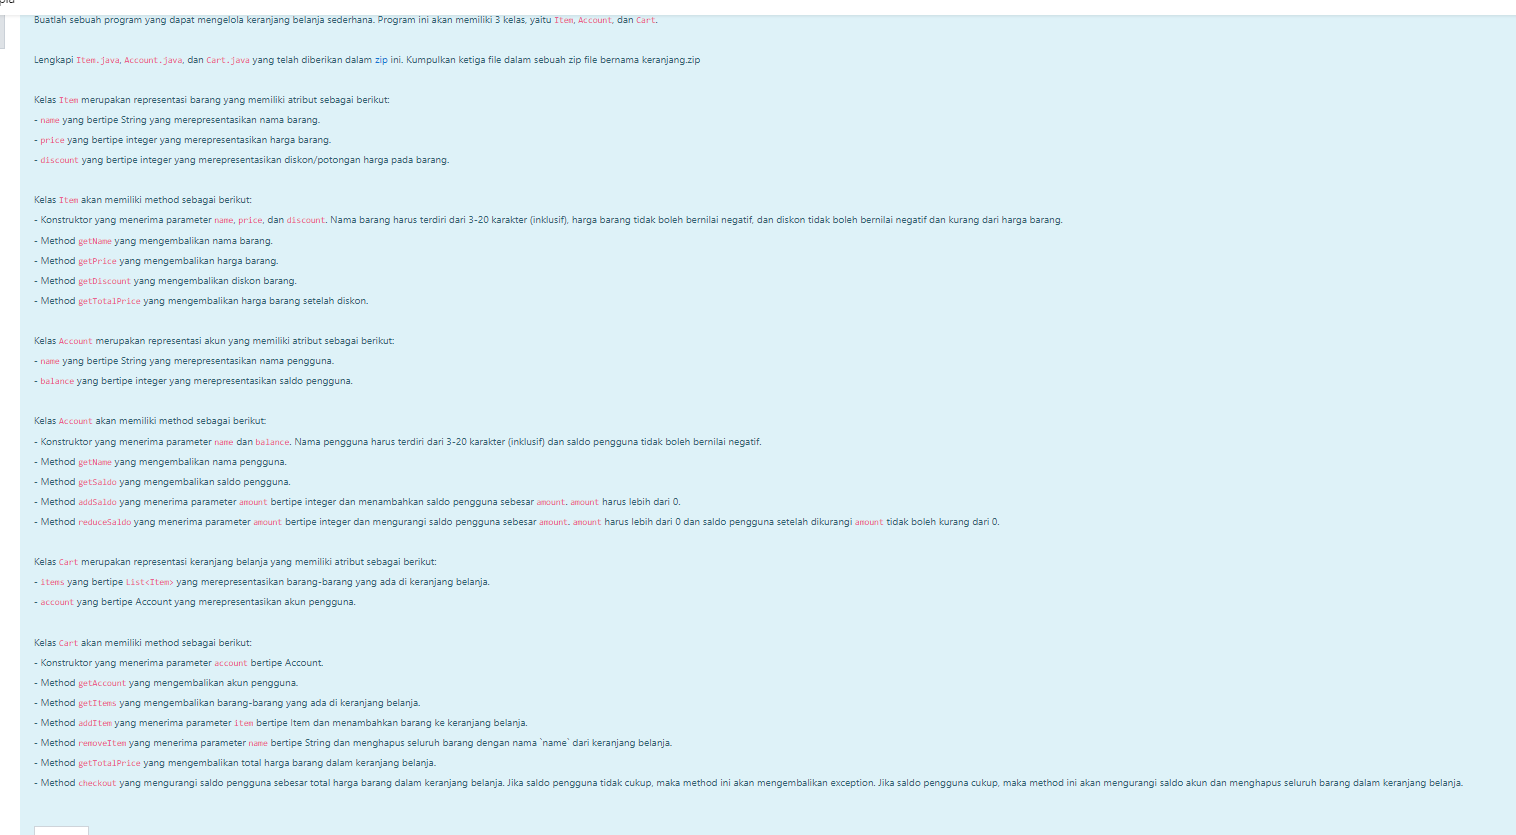 Buatlah sebuah program yang dapat mengelola keranjang belanja sederhana. Program ini akan memiliki 3 kelas, yaitu Item, Account, dan Cart.
Lengkapi Item.java, Account.java, dan Cart.java yang telah diberikan dalam zip ini. Kumpulkan ketiga file dalam sebuah zip file bernama keranjang.zip
Kelas Item merupakan representasi barang yang memiliki atribut sebagai berikut:
- name yang bertipe String yang merepresentasikan nama barang.
- price yang bertipe integer yang merepresentasikan harga barang.
- discount yang bertipe integer yang merepresentasikan diskon/potongan harga pada barang.
Kelas Item akan memiliki method sebagai berikut:
- Konstruktor yang menerima parameter name, price, dan discount. Nama barang harus terdiri dari 3-20 karakter (inklusif), harga barang tidak boleh bernilai negatif, dan diskon tidak boleh bernilai negatif dan kurang dari harga barang.
- Method getName yang mengembalikan nama barang.
- Method getPrice yang mengembalikan harga barang.
- Method getDiscount yang mengembalikan diskon barang.
- Method getTotalPrice yang mengembalikan harga barang setelah diskon.
Kelas Account merupakan representasi akun yang memiliki atribut sebagai berikut:
- name yang bertipe String yang merepresentasikan nama pengguna.
- balance yang bertipe integer yang merepresentasikan saldo pengguna.
Kelas Account akan memiliki method sebagai berikut:
- Konstruktor yang menerima parameter name dan balance. Nama pengguna harus terdiri dari 3-20 karakter (inklusif) dan saldo pengguna tidak boleh bernilai negatif.
- Method getName yang mengembalikan nama pengguna.
- Method getSaldo yang mengembalikan saldo pengguna.
- Method addSaldo yang menerima parameter amount bertipe integer dan menambahkan saldo pengguna sebesar amount. amount harus lebih dari 0.
- Method reduceSaldo yang menerima parameter amount bertipe integer dan mengurangi saldo pengguna sebesar amount. amount harus lebih dari 0 dan saldo pengguna setelah dikurangi amount tidak boleh kurang dari 0.
Kelas Cart merupakan representasi keranjang belanja yang memiliki atribut sebagai berikut:
- items yang bertipe List<Item> yang merepresentasikan barang-barang yang ada di keranjang belanja.
- account yang bertipe Account yang merepresentasikan akun pengguna.
Kelas Cart akan memiliki method sebagai berikut:
- Konstruktor yang menerima parameter account bertipe Account.
- Method getAccount yang mengembalikan akun pengguna.
- Method getItems yang mengembalikan barang-barang yang ada di keranjang belanja.
- Method addItem yang menerima parameter item bertipe Item dan menambahkan barang ke keranjang belanja.
- Method removeItem yang menerima parameter name bertipe String dan menghapus seluruh barang dengan nama `name` dari keranjang belanja.
- Method getTotalPrice yang mengembalikan total harga barang dalam keranjang belanja.
- Method checkout yang mengurangi saldo pengguna sebesar total harga barang dalam keranjang belanja. Jika saldo pengguna tidak cukup, maka method ini akan mengembalikan exception. Jika saldo pengguna cukup, maka method ini akan mengurangi saldo akun dan menghapus seluruh barang dalam keranjang belanja.